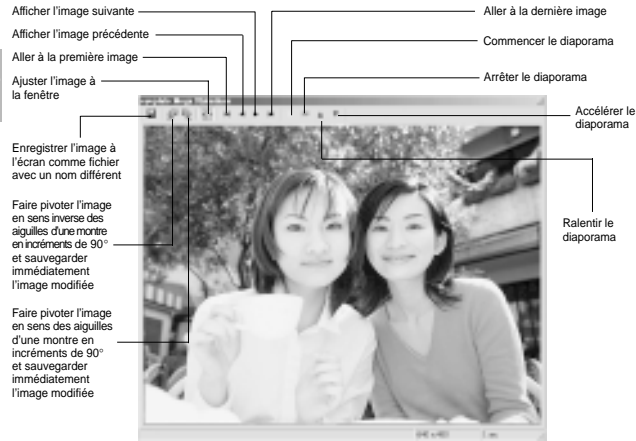 Afficher l'image suivante
Afficher l'image précédente
Aller à la première image
Ajuster l'image à
la fenêtre
Enregistrer l'image à
l'écran comme fichier
avec un nom différent
Faire pivoter l'image
en sens inverse des
aiguilles d'une montre
en incréments de 90°
et sauvegarder
immédiatement
l'image modifiée
Faire pivoter l'image
en sens des aiguilles
d'une montre en
incréments de 90°
et sauvegarder
immédiatement
l'image modifiée
Aller à la dernière image
Commencer le diaporama
Arrêter le diaporama
Accélérer le
diaporama
Ralentir le
diaporama